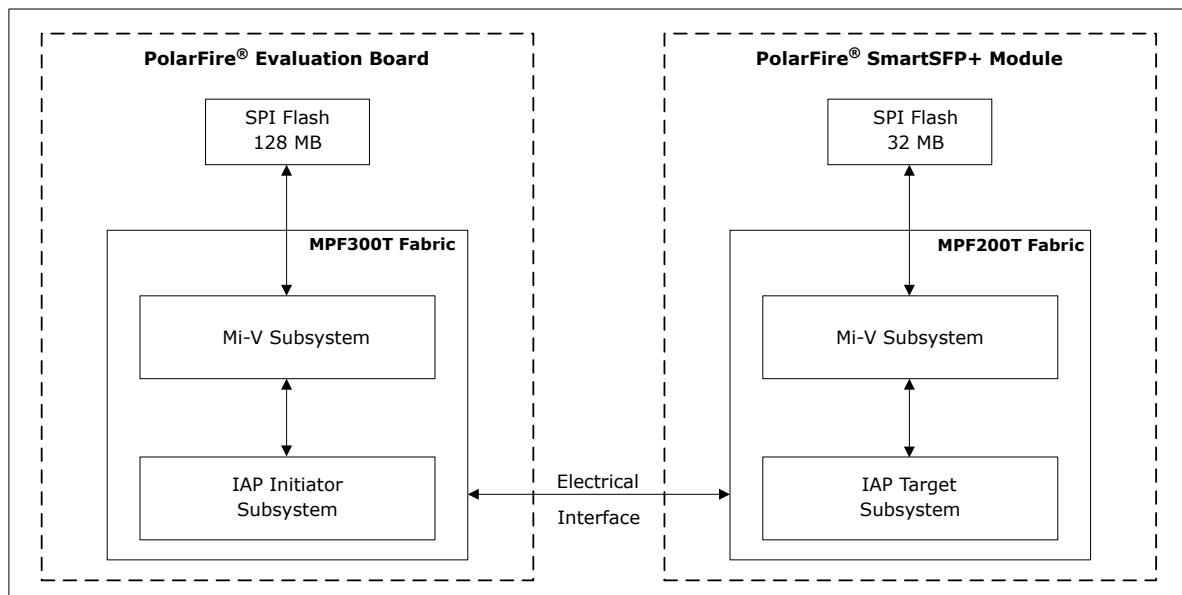 PolarFire® Evaluation Board
SPI Flash
128 MB
MPF300T Fabric
Mi-V Subsystem
IAP Initiator
Subsystem
Electrical
Interface
PolarFire® SmartSFP+ Module
SPI Flash
32 MB
MPF200T Fabric
Mi-V Subsystem
IAP Target
Subsystem